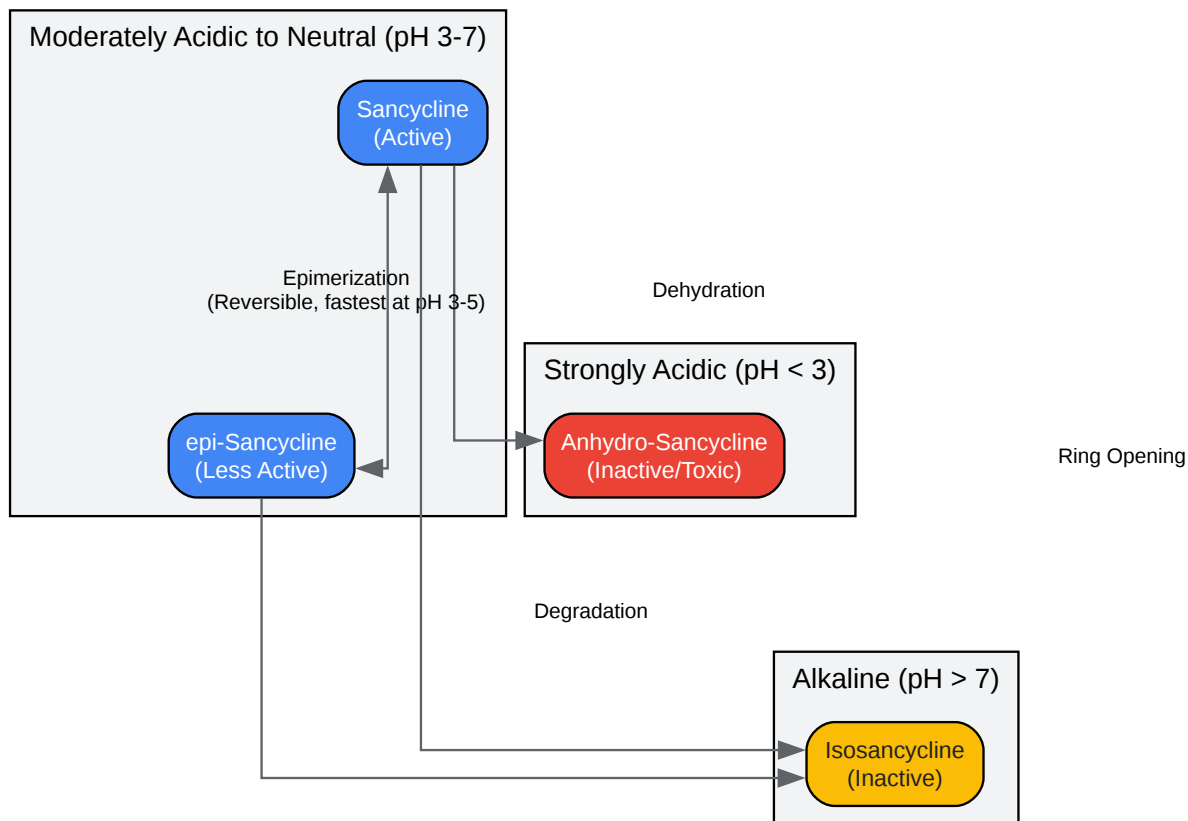 Moderately Acidic to Neutral (pH 3-7)
Sancycline
(Active)
Epimerization
(Reversible, fastest at pH 3-5)
Dehydration
Strongly Acidic (pH < 3)
epi-Sancycline
(Less Active)
Anhydro-Sancycline
(Inactive/Toxic)
Ring Opening
Degradation
Alkaline (pH > 7)
Isosancycline
(Inactive)